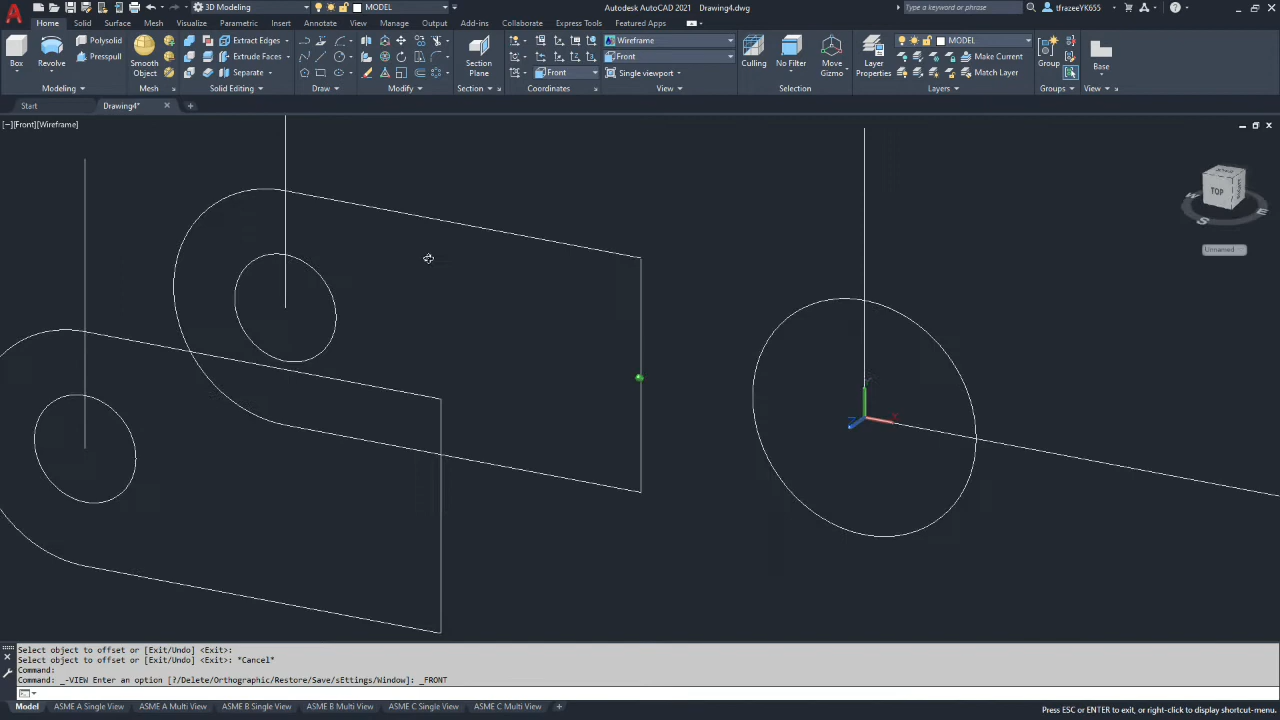 3D Modeling
MODEL
Autodesk AutoCAD 2021 Drawing4.dwg
Type a keyword or phrase
tfrazeeYK655
Home Solid Surface Mesh Visualize Parametric Insert Annotate View Manage Output Add-ins Collaborate Express Tools Featured Apps
Box
Revolve
Polysolid
Presspull
Smooth
Object
Extract Edges
Extrude Faces
Separate
Section
Plane
Front
Wireframe
Front
Single viewport
Culling
No Filter
Move
Gizmo
Layer
Properties
MODEL
Make Current
Match Layer
Group
Base
Modeling Mesh Solid Editing Draw Modify Section Coordinates View Selection Layers Groups View
Start
Drawing4*
[−][Front][Wireframe]
TOP
W
S
E
Unnamed
Y
X
Z
Select object to offset or [Exit/Undo] <Exit>:
Select object to offset or [Exit/Undo] <Exit>: *Cancel*
Command:
Command: _-VIEW Enter an option [?/Delete/Orthographic/Restore/Save/sEttings/Window]: _FRONT
Model ASME A Single View ASME A Multi View ASME B Single View ASME B Multi View ASME C Single View ASME C Multi View
Press ESC or ENTER to exit, or right-click to display shortcut-menu.